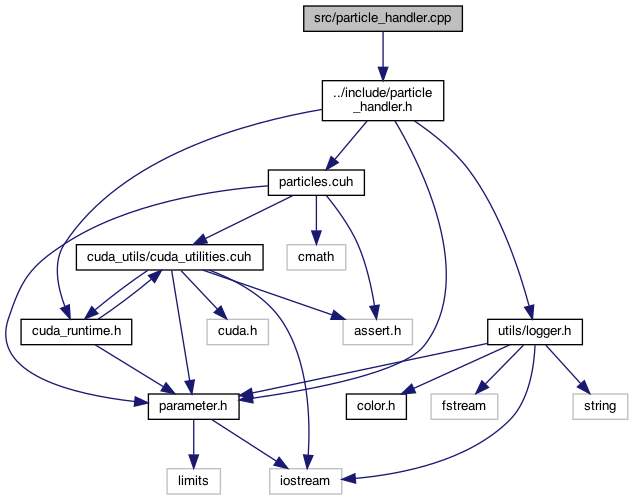 src/particle_handler.cpp
../include/particle
_handler.h
particles.cuh
cuda_utils/cuda_utilities.cuh
cmath
cuda_runtime.h
cuda.h
assert.h
utils/logger.h
parameter.h
color.h
fstream
string
limits
iostream